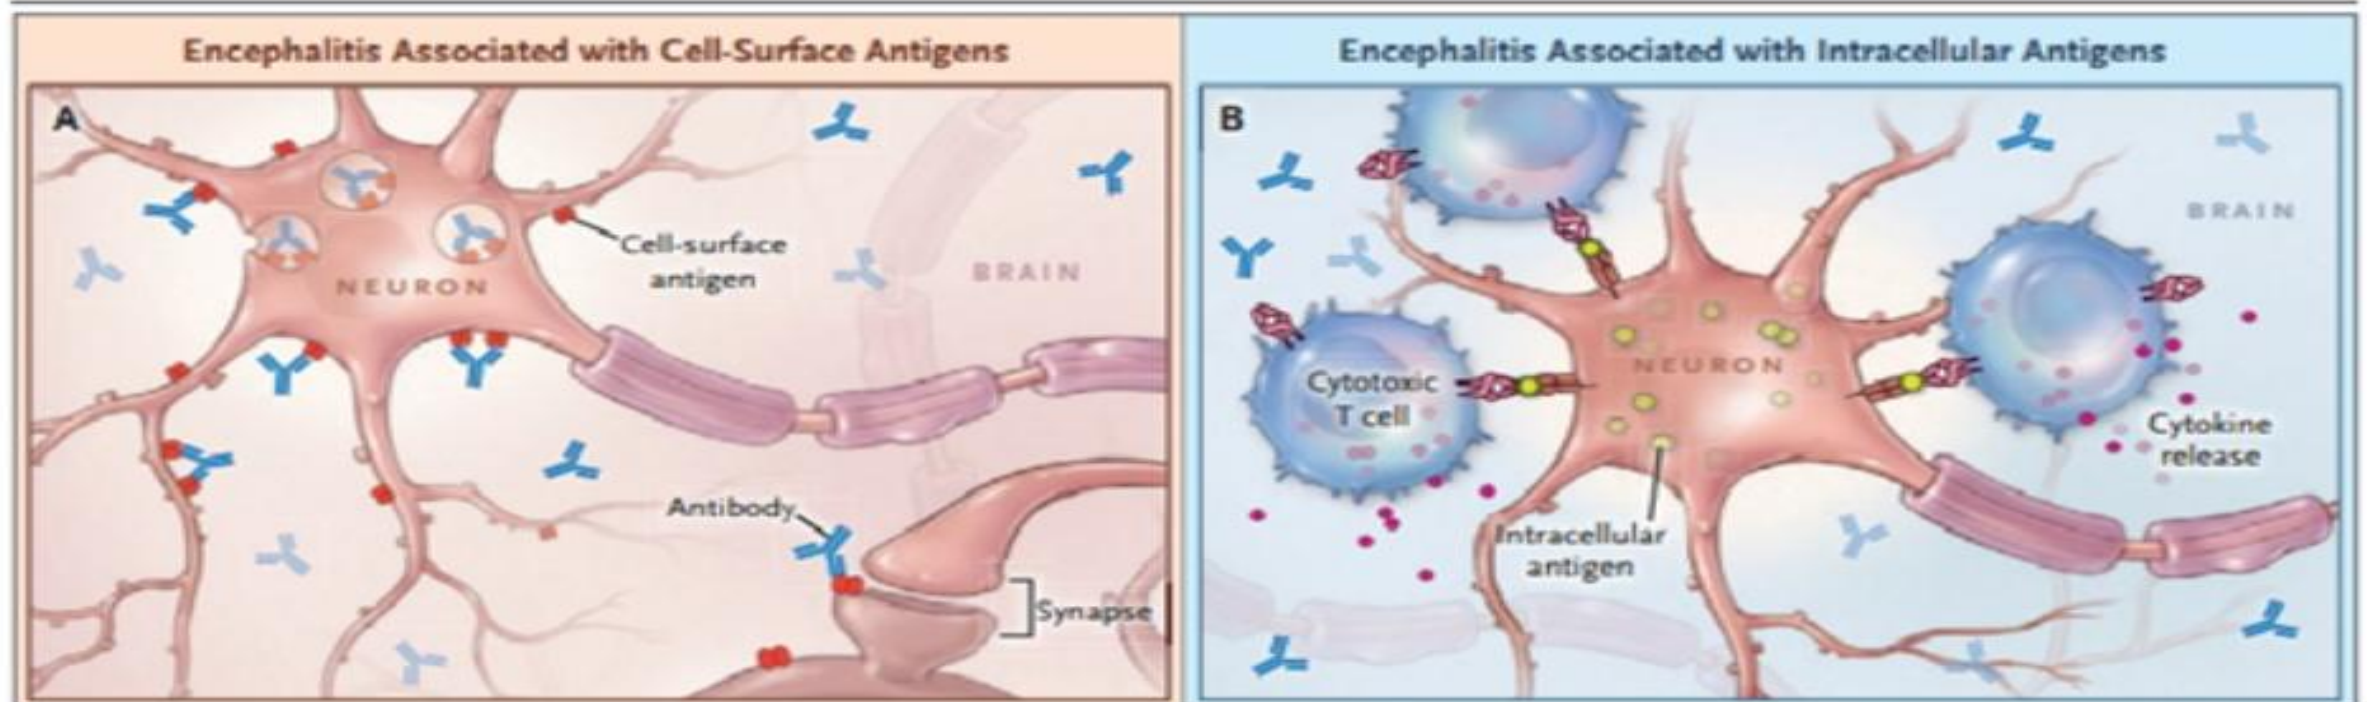 Encephalitis Associated with Cell-Surface Antigens
A
NEURON
Cell-surface
antigen
BRAIN
Antibody
Synapse
Encephalitis Associated with Intracellular Antigens
B
BRAIN
NEURON
Cytotoxic
T cell
Cytokine
release
Intracellular
antigen